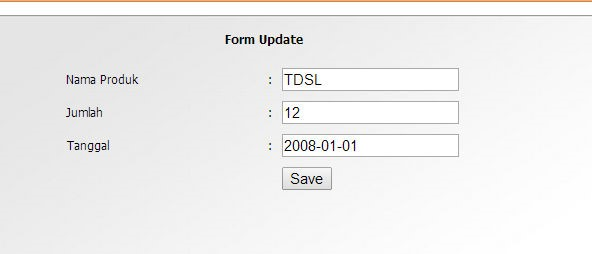 Form Update
Nama Produk : TDSL
Jumlah : 12
Tanggal : 2008-01-01
Save